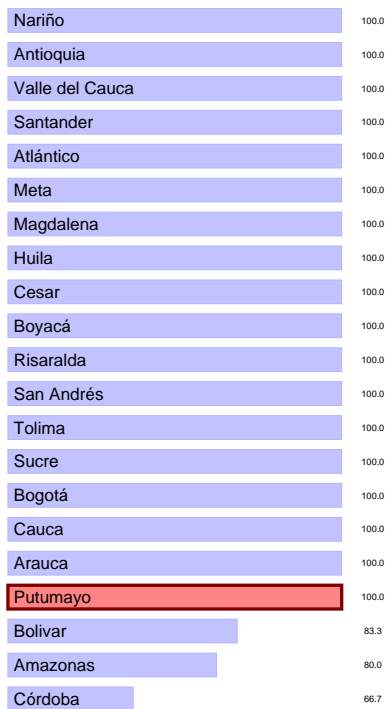 Nariño 100.0
Antioquia 100.0
Valle del Cauca 100.0
Santander 100.0
Atlántico 100.0
Meta 100.0
Magdalena 100.0
Huila 100.0
Cesar 100.0
Boyacá 100.0
Risaralda 100.0
San Andrés 100.0
Tolima 100.0
Sucre 100.0
Bogotá 100.0
Cauca 100.0
Arauca 100.0
Putumayo 100.0
Bolivar 83.3
Amazonas 80.0
Córdoba 66.7